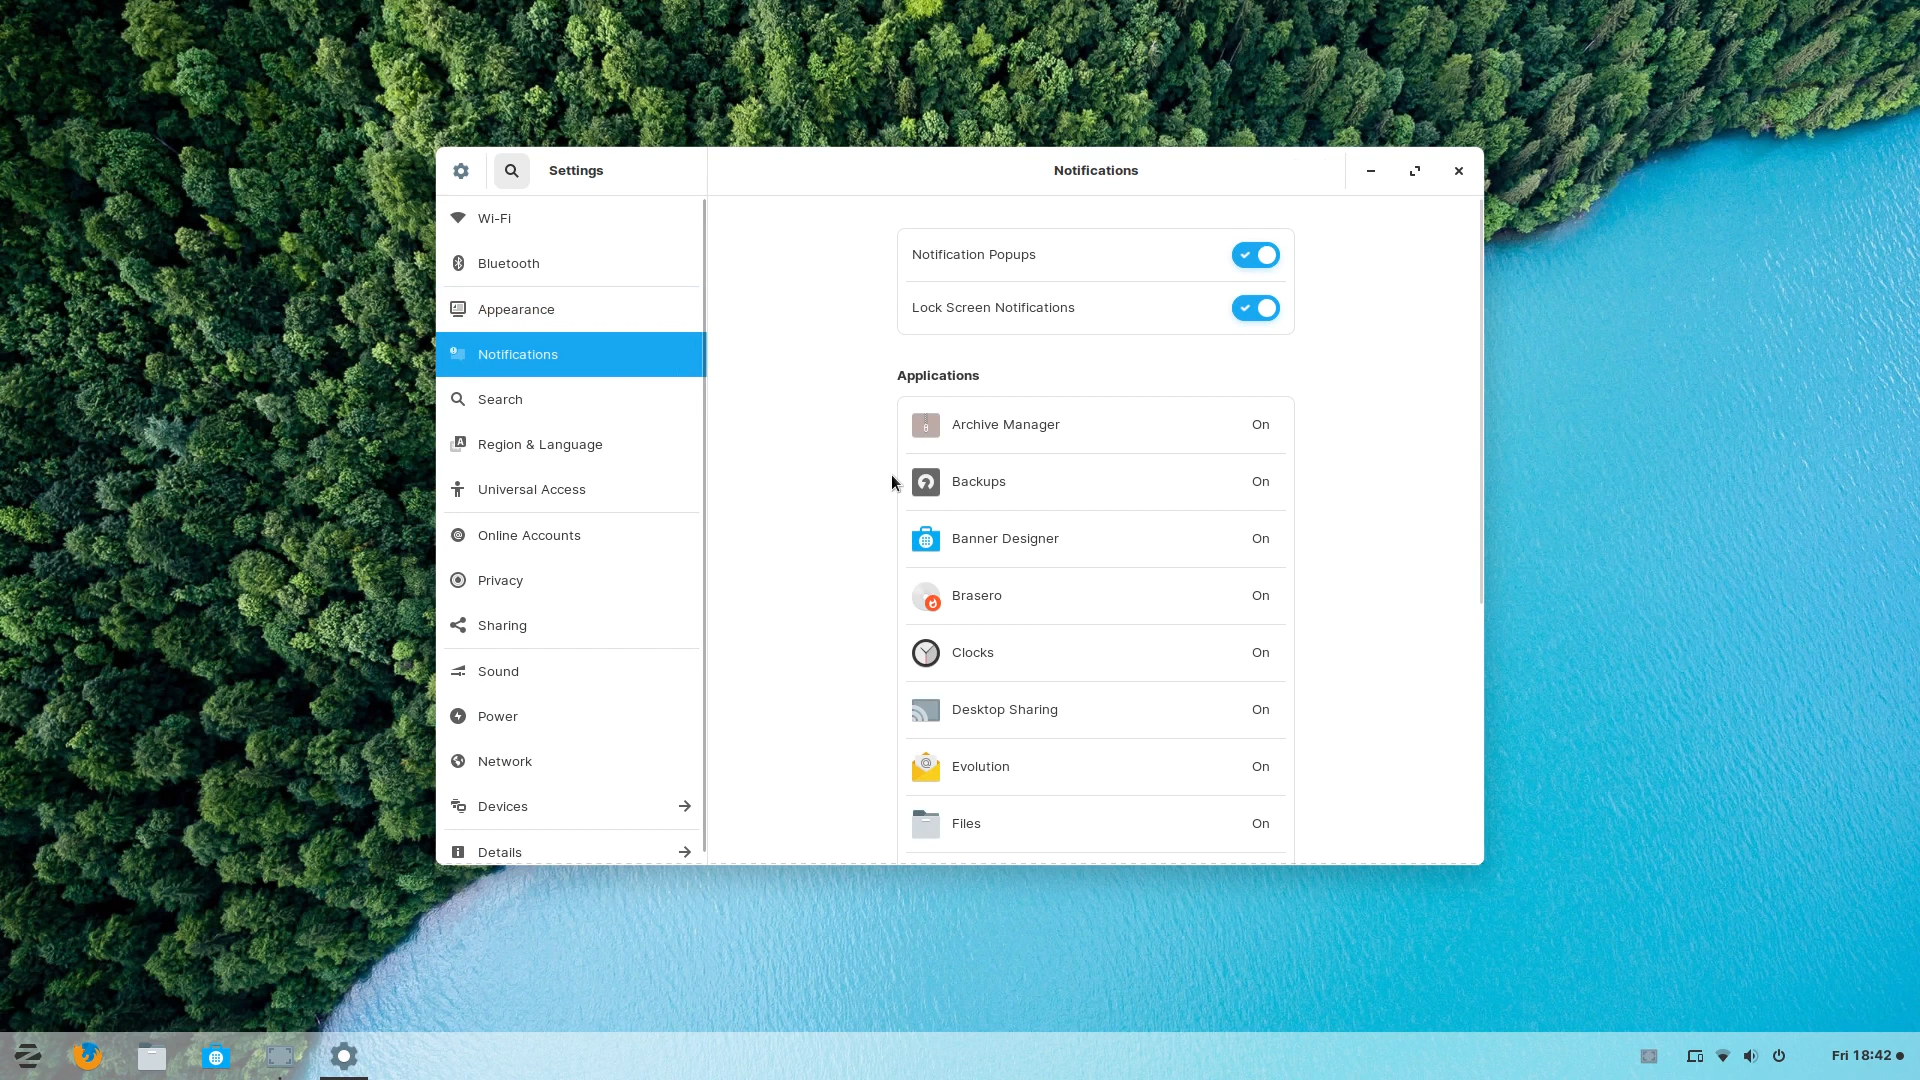 Settings
Notifications
Wi-Fi
Bluetooth
Appearance
Notifications
Search
Region & Language
Universal Access
Online Accounts
Privacy
Sharing
Sound
Power
Network
Devices
Details
Notification Popups
Lock Screen Notifications
Applications
Archive Manager On
Backups On
Banner Designer On
Brasero On
Clocks On
Desktop Sharing On
Evolution On
Files On
Fri 18:42